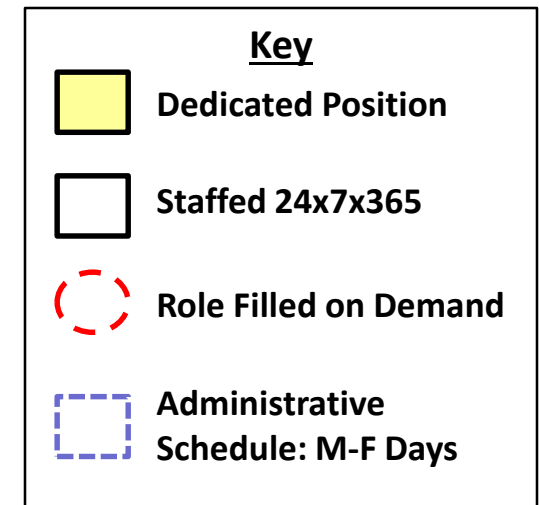 Key
Dedicated Position
Staffed 24x7x365
Role Filled on Demand
Administrative
Schedule: M-F Days